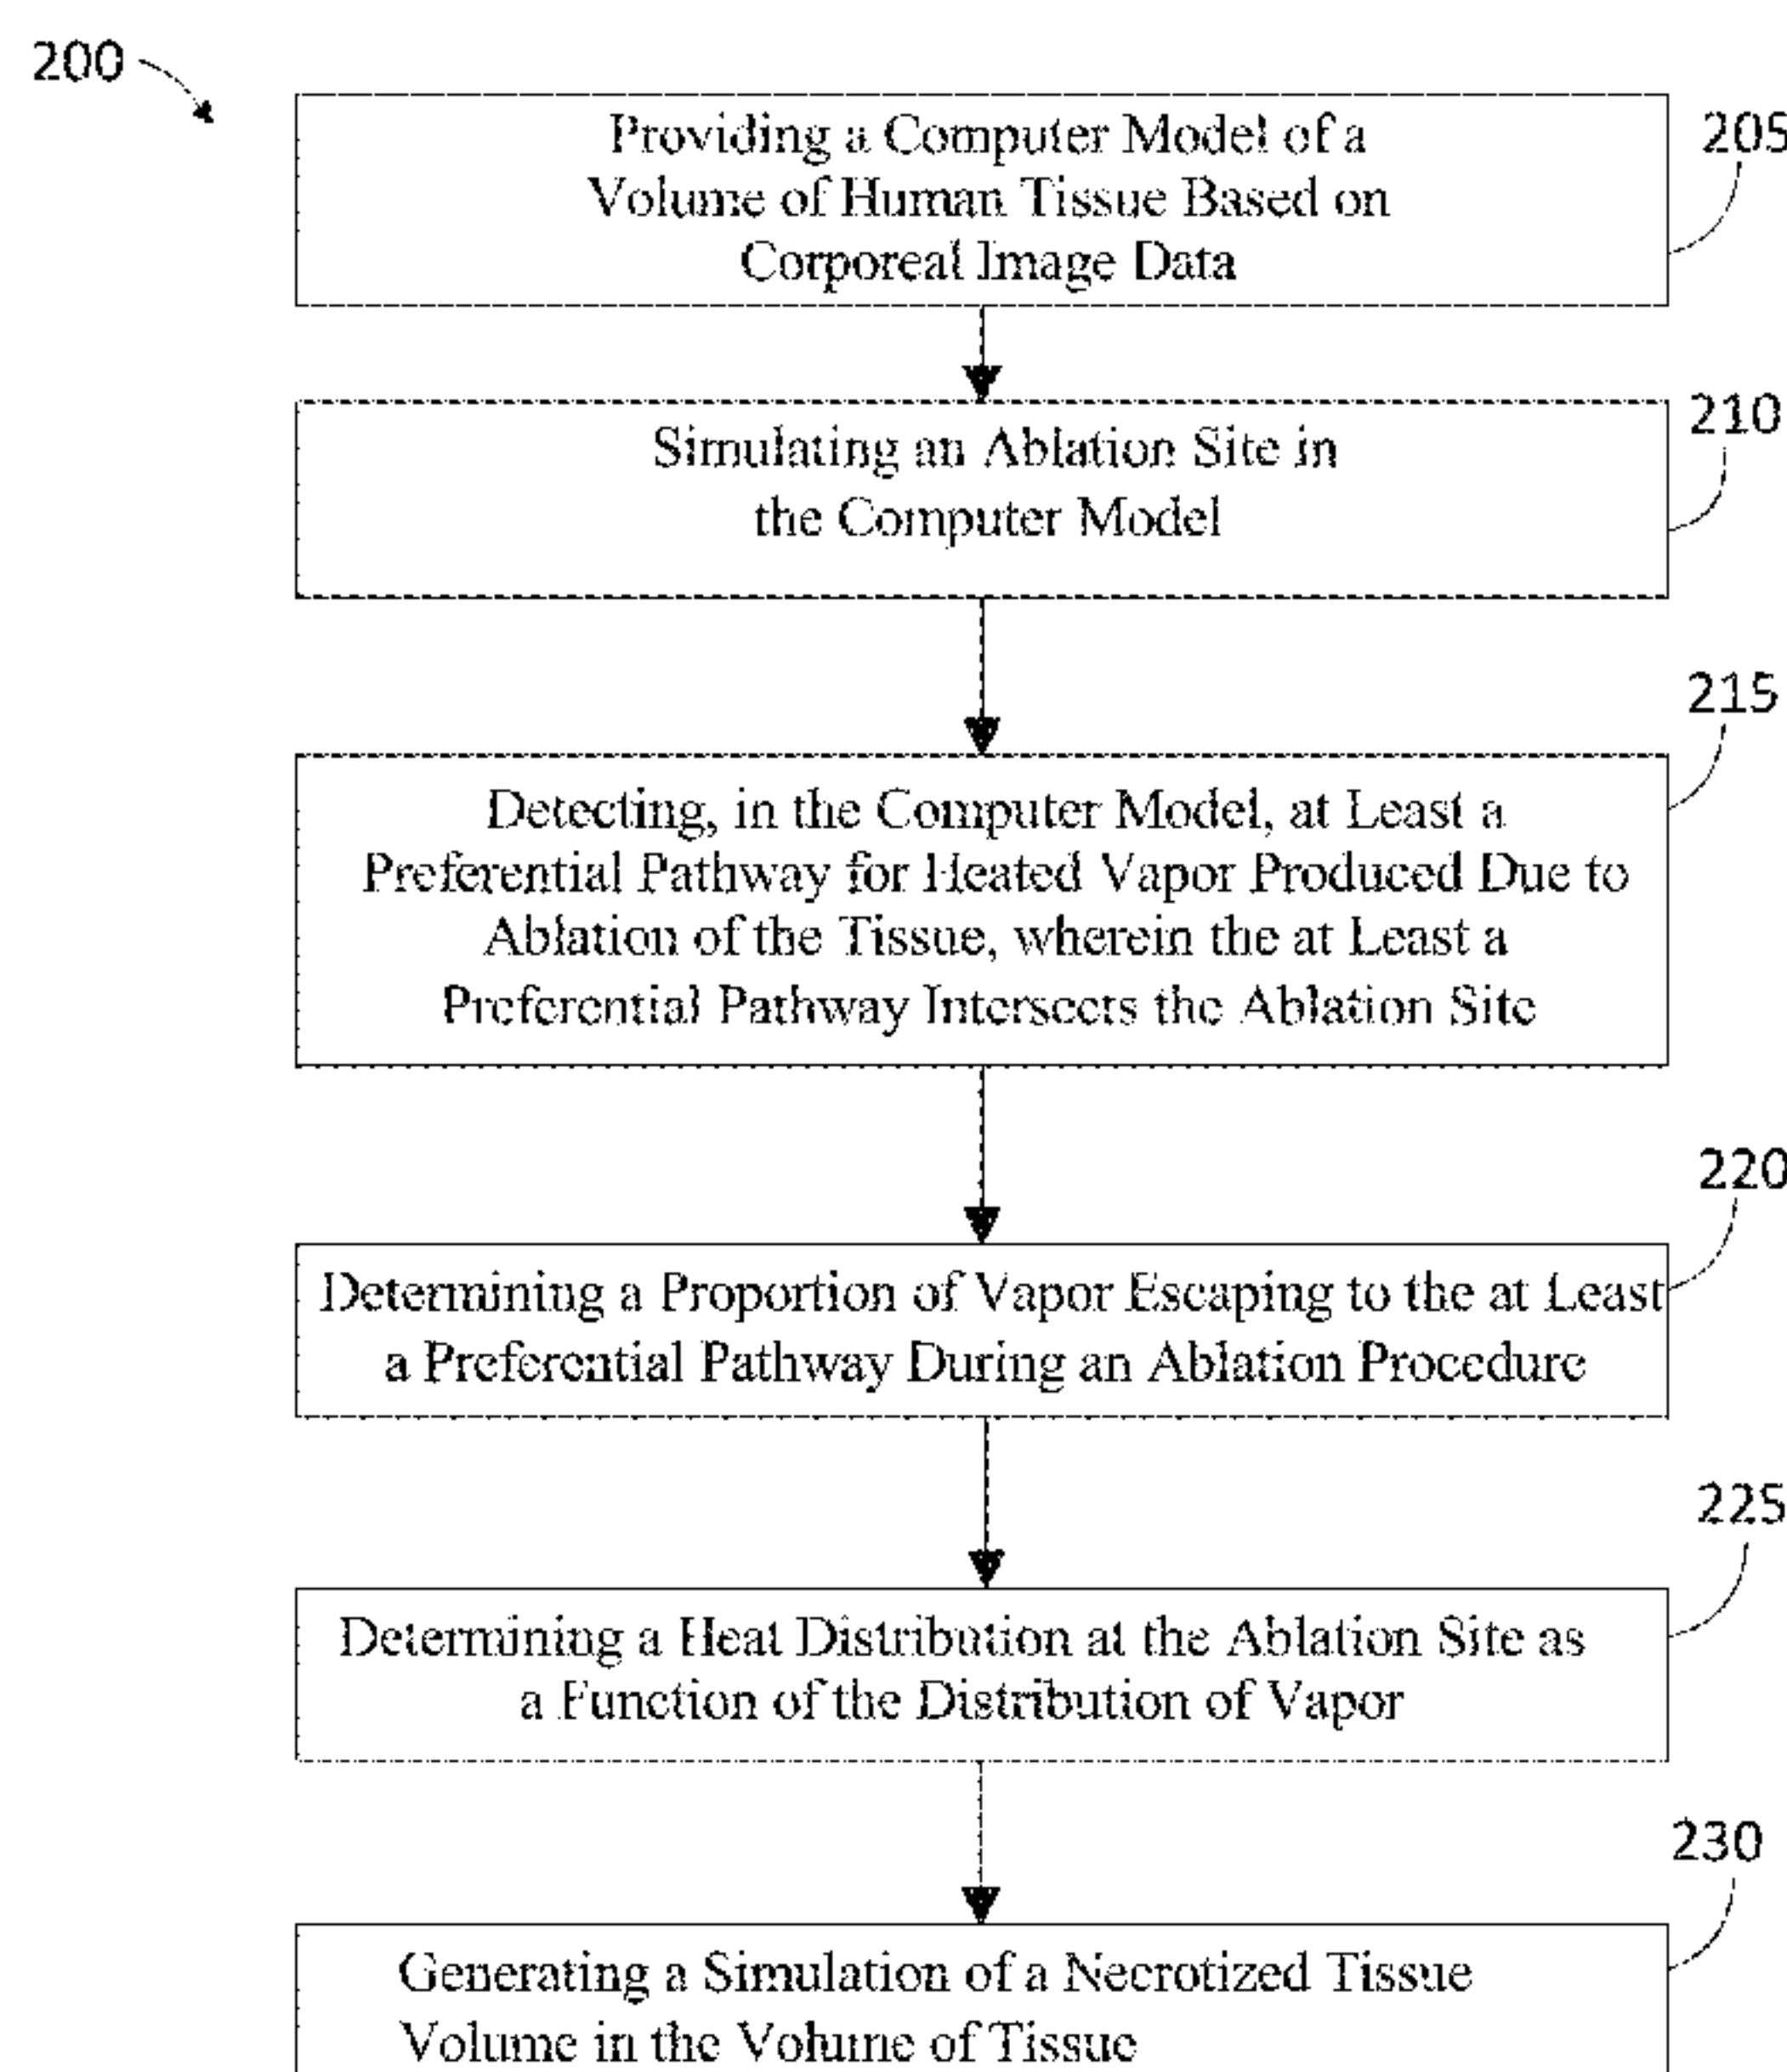 200
Providing a Computer Model of a
Volume of Human Tissue Based on
Corporeal Image Data
205
Simulating an Ablation Site in
the Computer Model
210
Detecting, in the Computer Model, at Least a
Preferential Pathway for Heated Vapor Produced Due to
Ablation of the Tissue, wherein the at Least a
Preferential Pathway Intersects the Ablation Site
215
Determining a Proportion of Vapor Escaping to the at Least
a Preferential Pathway During an Ablation Procedure
220
Determining a Heat Distribution at the Ablation Site as
a Function of the Distribution of Vapor
225
Generating a Simulation of a Necrotized Tissue
Volume in the Volume of Tissue
230